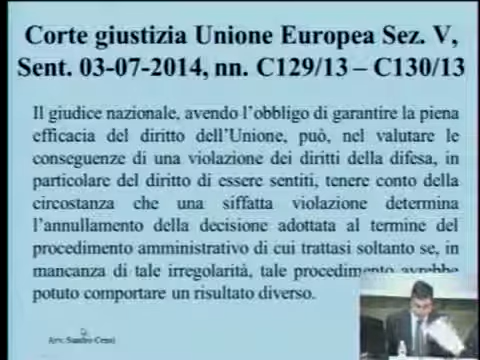 Corte giustizia Unione Europea Sez. V,
Sent. 03-07-2014, nn. C129/13 – C130/13
Il giudice nazionale, avendo l'obbligo di garantire la piena
efficacia del diritto dell'Unione, può, nel valutare le
conseguenze di una violazione dei diritti della difesa, in
particolare del diritto di essere sentiti, tenere conto della
circostanza che una siffatta violazione determina
l'annullamento della decisione adottata al termine del
procedimento amministrativo di cui trattasi soltanto se, in
mancanza di tale irregolarità, tale procedimento avrebbe
potuto comportare un risultato diverso.
Avv. Sandro